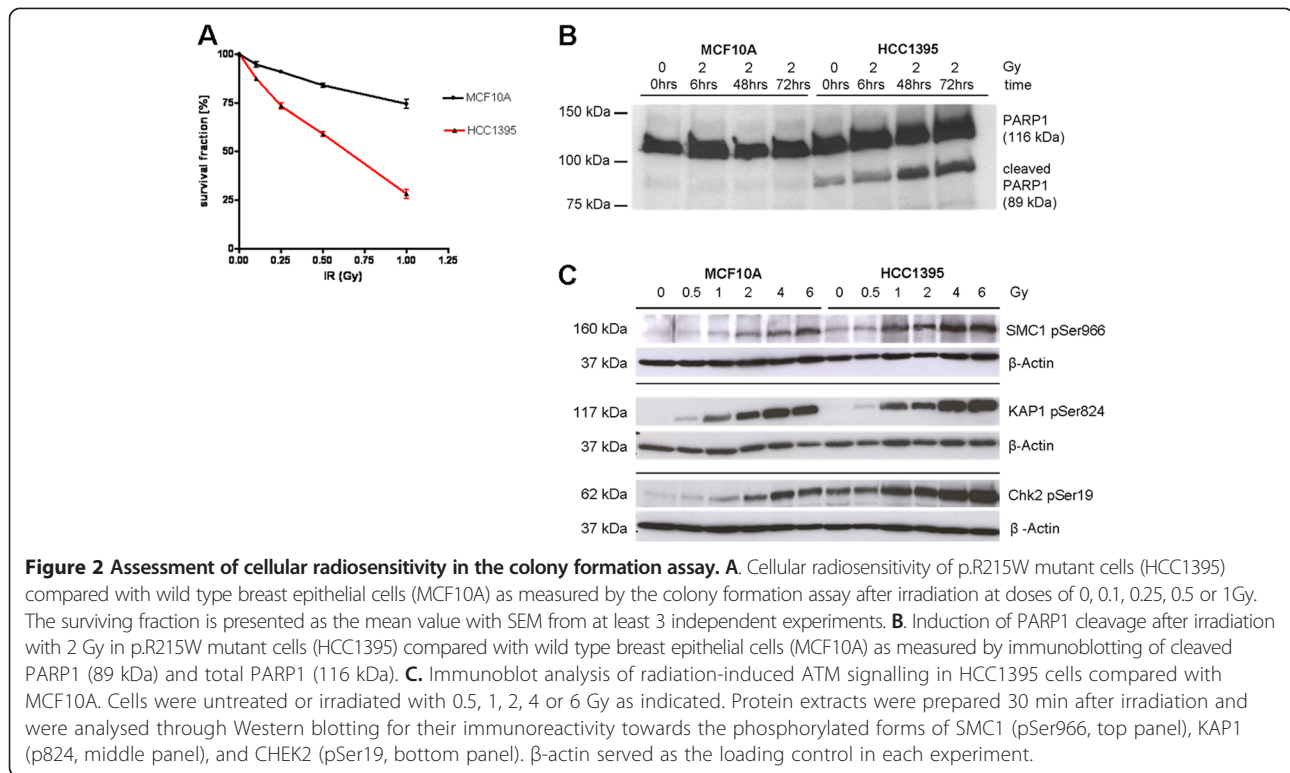 A
100
75
50
25
0
survival fraction [%]
0.00 0.25 0.50 0.75 1.00 1.25
IR (Gy)
MCF10A
HCC1395
B
MCF10A HCC1395
0 2 2 2 0 2 2 2 Gy
0hrs 6hrs 48hrs 72hrs 0hrs 6hrs 48hrs 72hrs time
150 kDa
100 kDa
75 kDa
PARP1
(116 kDa)
cleaved
PARP1
(89 kDa)
C
MCF10A HCC1395
0 0.5 1 2 4 6 0 0.5 1 2 4 6 Gy
160 kDa SMC1 pSer966
37 kDa β-Actin
117 kDa KAP1 pSer824
37 kDa β-Actin
62 kDa Chk2 pSer19
37 kDa β -Actin
Figure 2 Assessment of cellular radiosensitivity in the colony formation assay. A. Cellular radiosensitivity of p.R215W mutant cells (HCC1395)
compared with wild type breast epithelial cells (MCF10A) as measured by the colony formation assay after irradiation at doses of 0, 0.1, 0.25, 0.5 or 1Gy.
The surviving fraction is presented as the mean value with SEM from at least 3 independent experiments. B. Induction of PARP1 cleavage after irradiation
with 2 Gy in p.R215W mutant cells (HCC1395) compared with wild type breast epithelial cells (MCF10A) as measured by immunoblotting of cleaved
PARP1 (89 kDa) and total PARP1 (116 kDa). C. Immunoblot analysis of radiation-induced ATM signalling in HCC1395 cells compared with
MCF10A. Cells were untreated or irradiated with 0.5, 1, 2, 4 or 6 Gy as indicated. Protein extracts were prepared 30 min after irradiation and
were analysed through Western blotting for their immunoreactivity towards the phosphorylated forms of SMC1 (pSer966, top panel), KAP1
(p824, middle panel), and CHEK2 (pSer19, bottom panel). β-actin served as the loading control in each experiment.